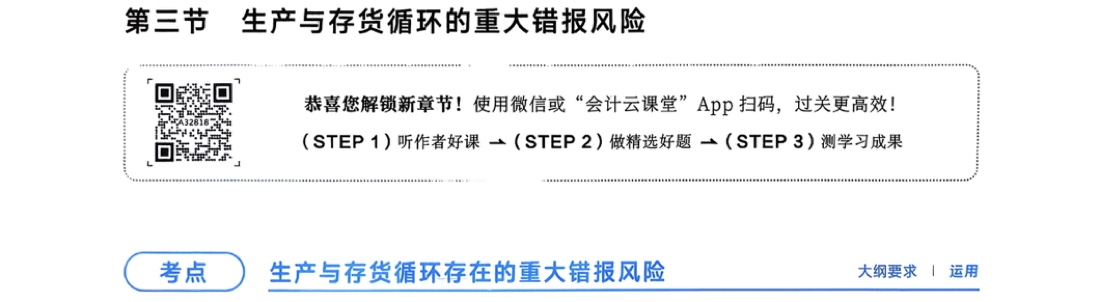 第三节 生产与存货循环的重大错报风险
恭喜您解锁新章节！使用微信或“会计云课堂”App 扫码，过关更高效！
（STEP 1）听作者好课 ⇀（STEP 2）做精选好题 ⇀（STEP 3）测学习成果
A32818
考点 生产与存货循环存在的重大错报风险 大纲要求 | 运用